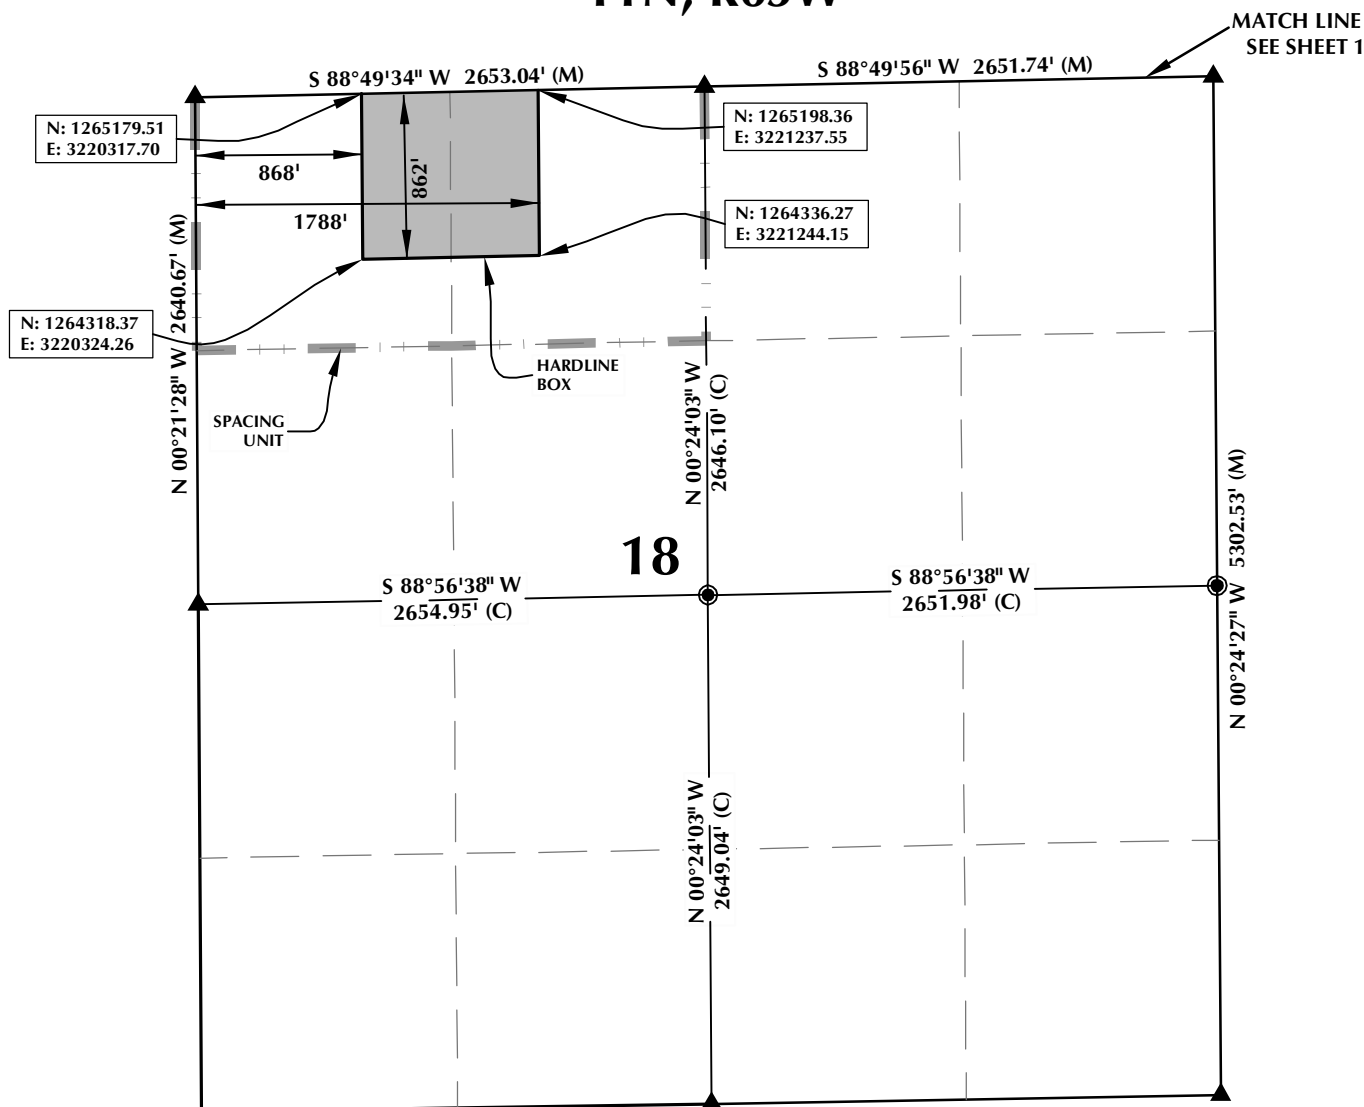 MATCH LINE
SEE SHEET 1
S 88°49'34" W 2653.04' (M)
S 88°49'56" W 2651.74' (M)
N: 1265179.51
E: 3220317.70
N: 1265198.36
E: 3221237.55
868'
862'
1788'
N: 1264336.27
E: 3221244.15
N: 1264318.37
E: 3220324.26
N 00°21'28" W 2640.67' (M)
HARDLINE
BOX
SPACING
UNIT
N 00°24'03" W
2646.10' (C)
18
S 88°56'38" W
2654.95' (C)
S 88°56'38" W
2651.98' (C)
N 00°24'27" W 5302.53' (M)
N 00°24'03" W
2649.04' (C)